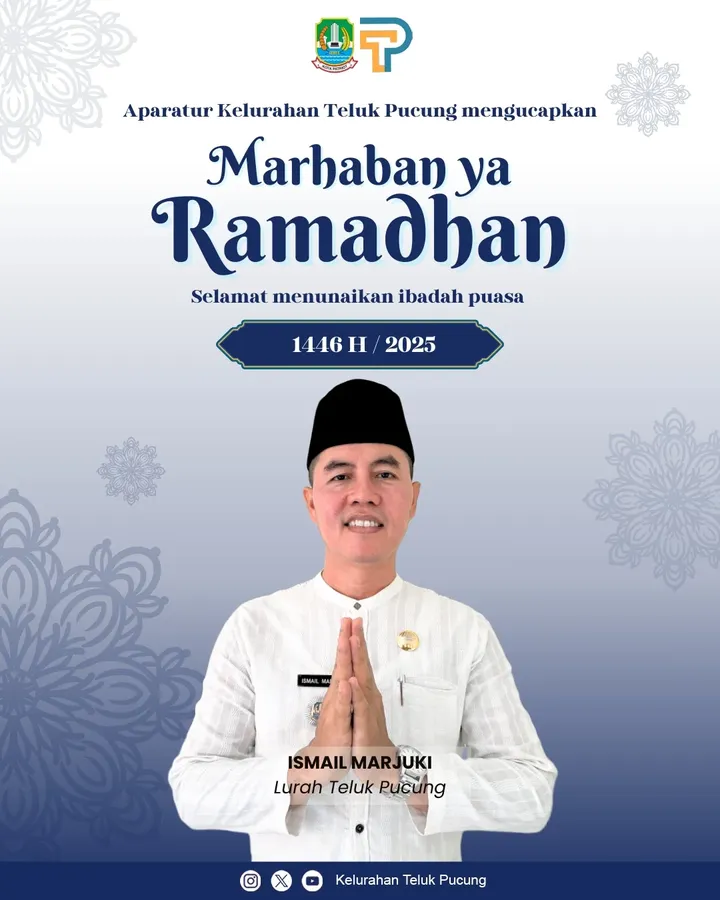 Aparatur Kelurahan Teluk Pucung mengucapkan
Marhaban ya
Ramadhan
Selamat menunaikan ibadah puasa
1446 H / 2025
ISMAIL
ISMAIL MARJUKI
Lurah Teluk Pucung
Kelurahan Teluk Pucung